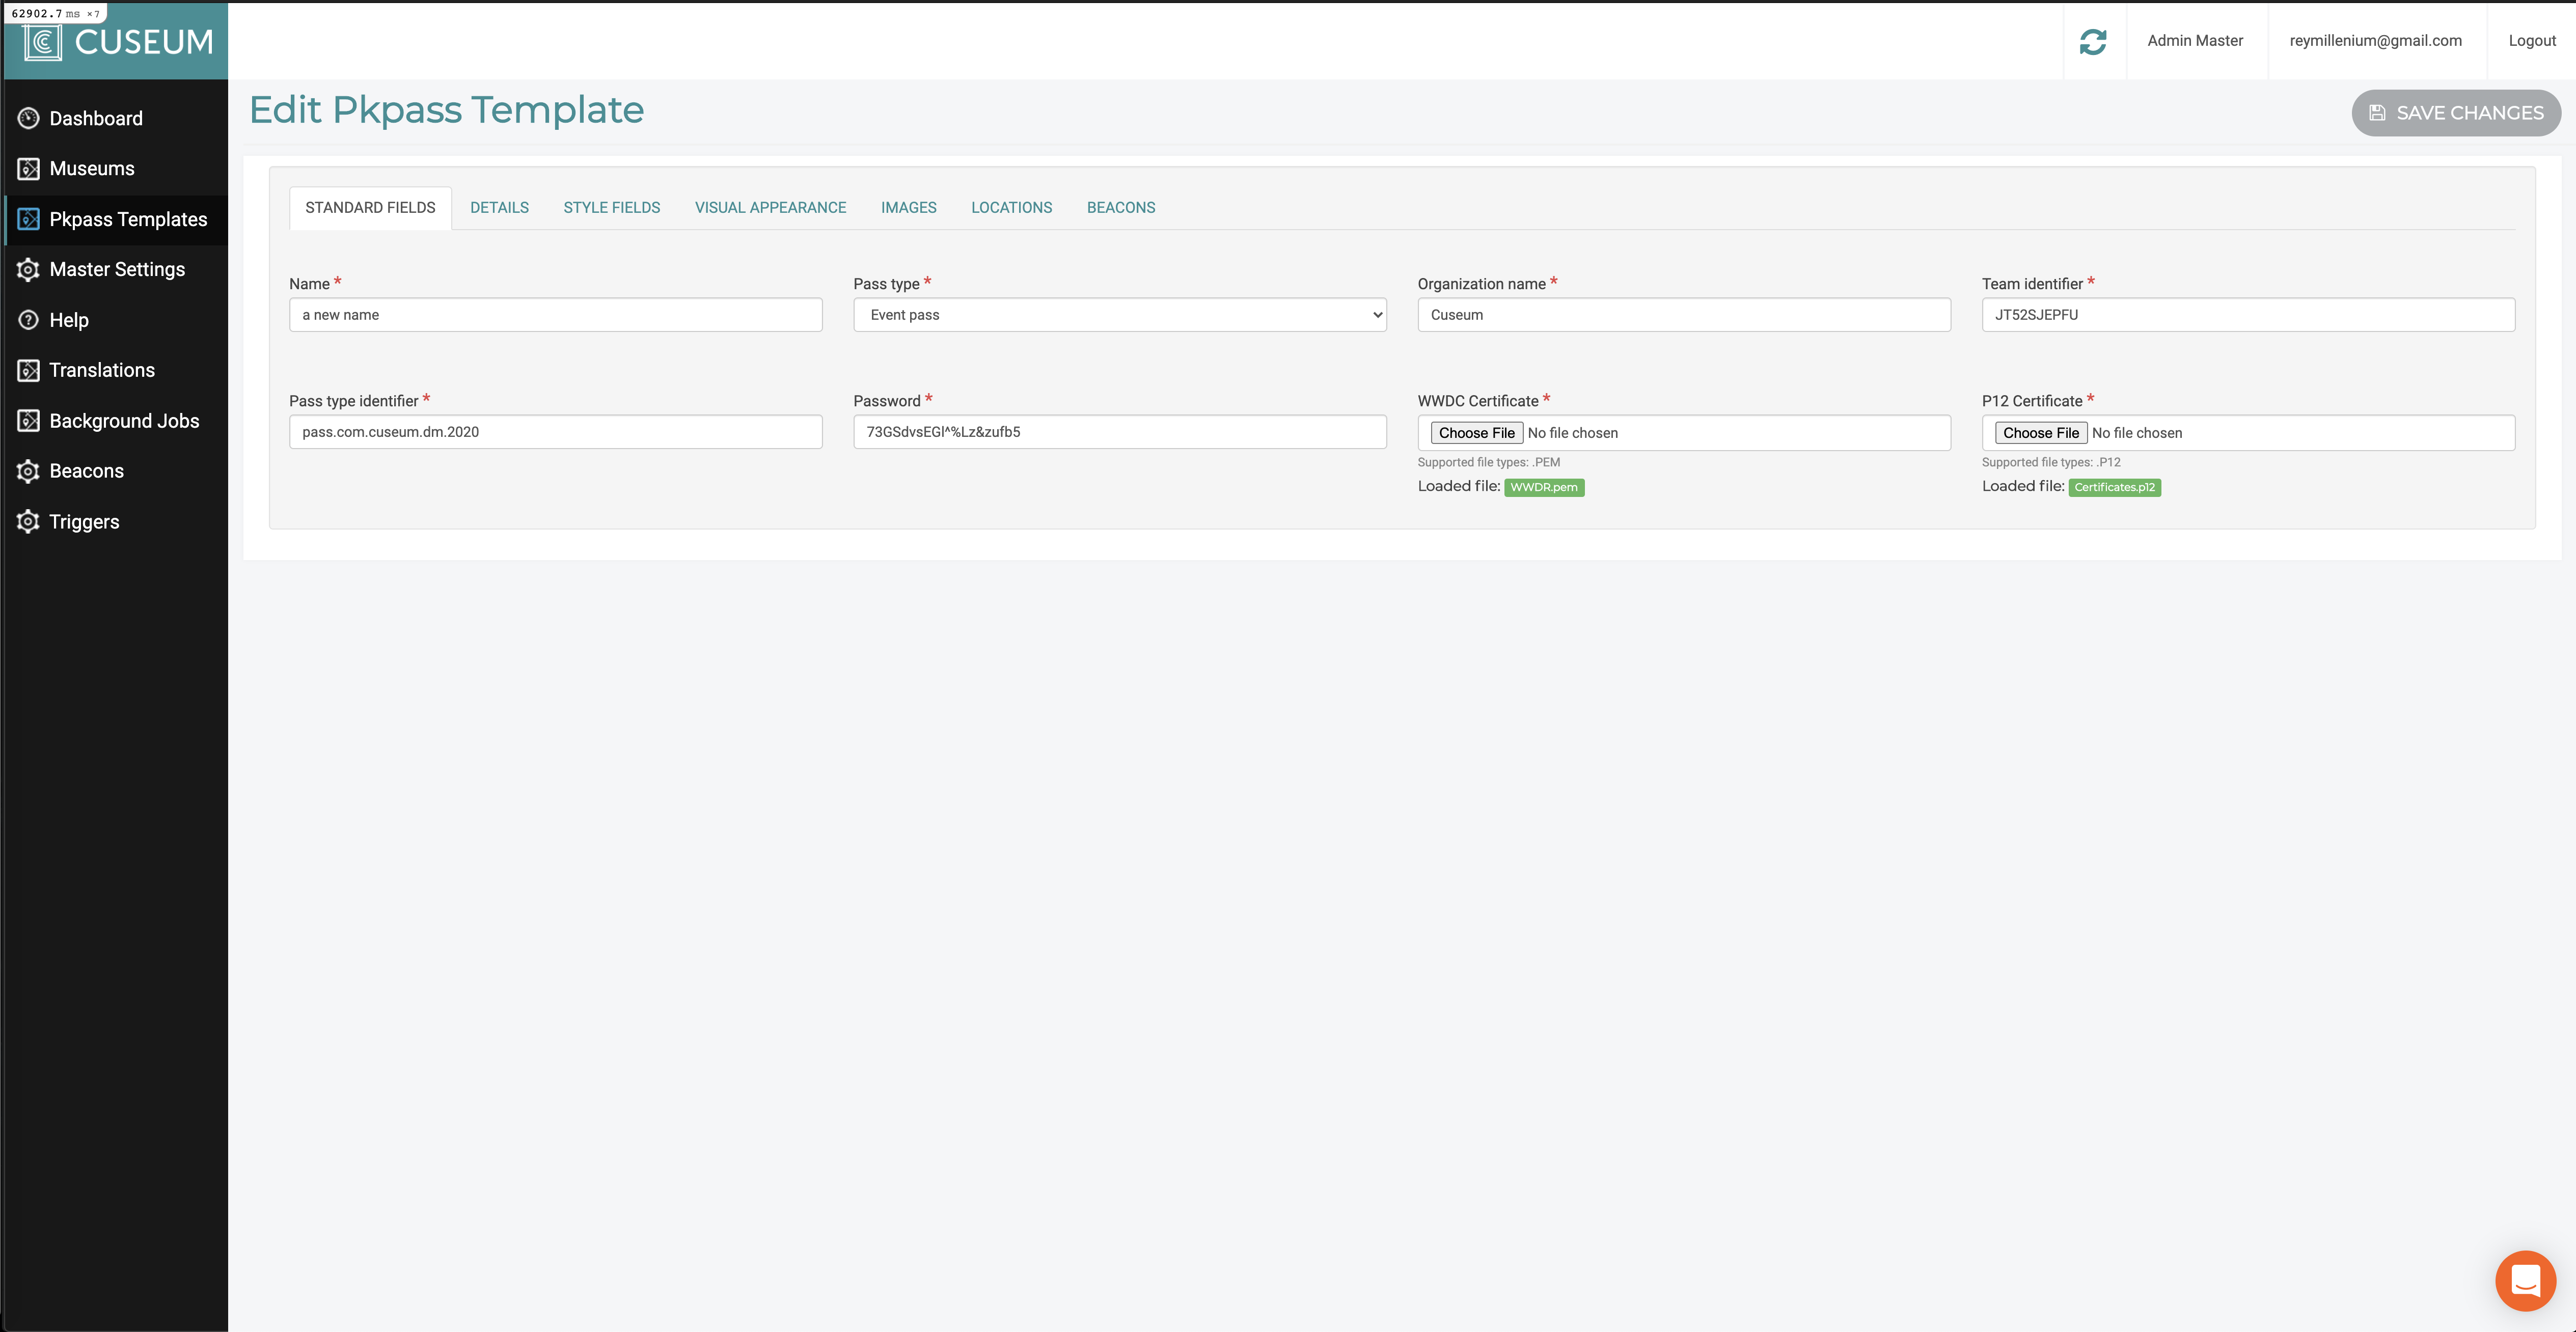 62902.7 ms ×7
CUSEUM
Admin Master
reymillenium@gmail.com
Logout
Dashboard
Museums
Pkpass Templates
Master Settings
Help
Translations
Background Jobs
Beacons
Triggers
Edit Pkpass Template
SAVE CHANGES
STANDARD FIELDS DETAILS STYLE FIELDS VISUAL APPEARANCE IMAGES LOCATIONS BEACONS
Name * Pass type * Organization name * Team identifier *
a new name Event pass Cuseum JT52SJEPFU
Pass type identifier * Password * WWDC Certificate * P12 Certificate *
pass.com.cuseum.dm.2020 73GSdvsEGl^%Lz&zufb5 Choose File No file chosen Choose File No file chosen
Supported file types: .PEM Supported file types: .P12
Loaded file: WWDR.pem Loaded file: Certificates.p12